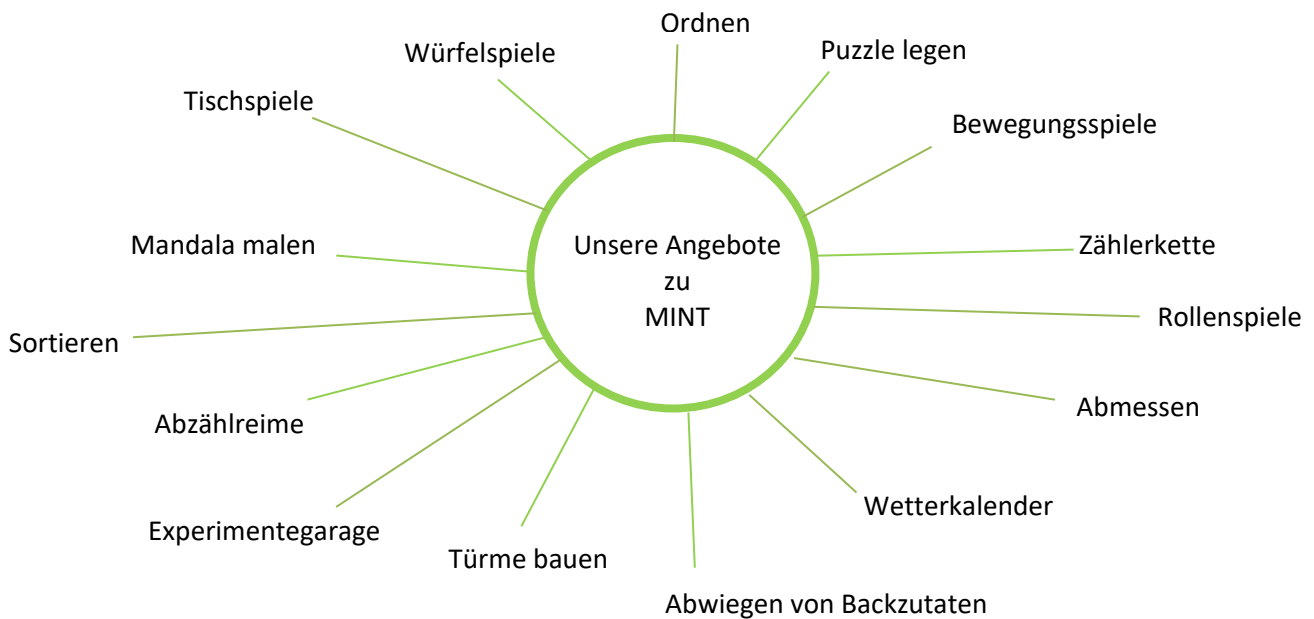 Ordnen
Würfelspiele
Puzzle legen
Tischspiele
Bewegungsspiele
Mandala malen
Unsere Angebote
zu
MINT
Zählerkette
Sortieren
Rollenspiele
Abzählreime
Abmessen
Experimentegarage
Wetterkalender
Türme bauen
Abwiegen von Backzutaten